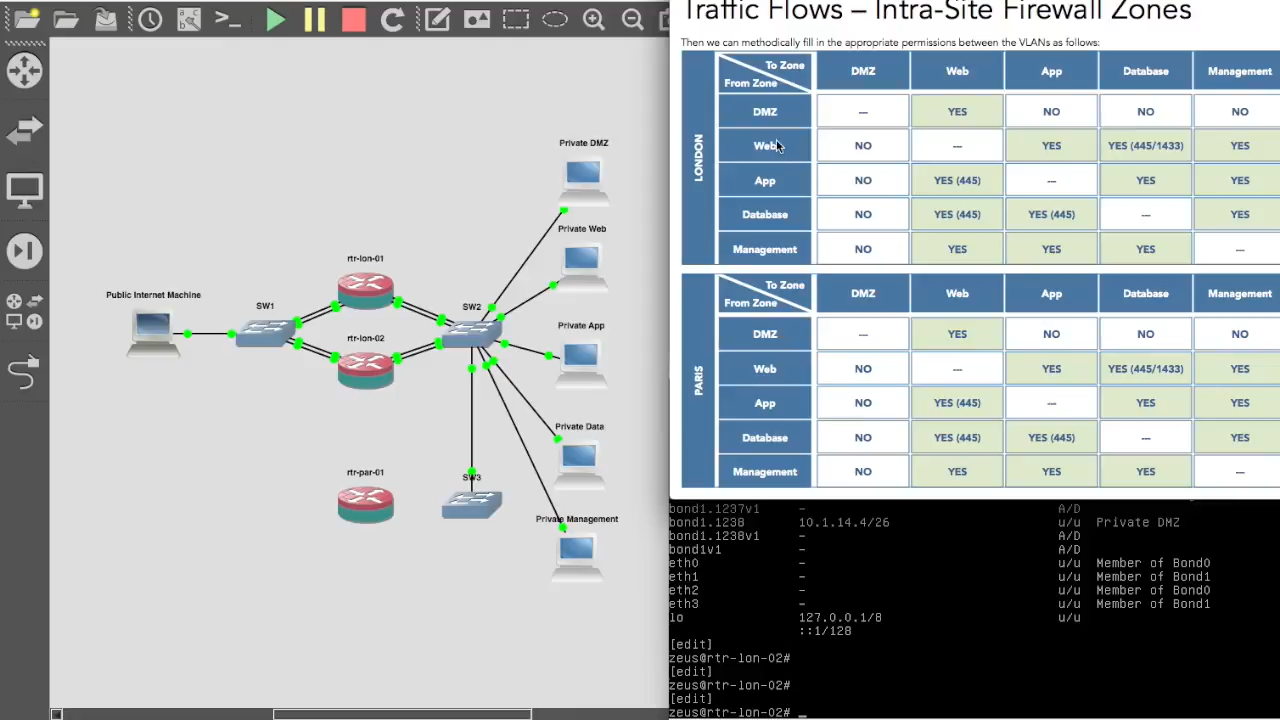 Traffic Flows – Intra-Site Firewall Zones
Then we can methodically fill in the appropriate permissions between the VLANs as follows:
To Zone
From Zone
DMZ Web App Database Management
LONDON
DMZ --- YES NO NO NO
Web NO --- YES YES (445/1433) YES
App NO YES (445) --- YES YES
Database NO YES (445) YES (445) --- YES
Management NO YES YES YES ---
To Zone
From Zone
DMZ Web App Database Management
PARIS
DMZ --- YES NO NO NO
Web NO --- YES YES (445/1433) YES
App NO YES (445) --- YES YES
Database NO YES (445) YES (445) --- YES
Management NO YES YES YES ---
Private DMZ
Private Web
rtr-lon-01
Public Internet Machine
SW1
SW2
Private App
rtr-lon-02
Private Data
rtr-par-01
SW3
Private Management
bond1.1237v1 - A/D
bond1.1238 10.1.14.4/26 u/u Private DMZ
bond1.1238v1 - A/D
bond1v1 - A/D
eth0 - u/u Member of Bond0
eth1 - u/u Member of Bond1
eth2 - u/u Member of Bond0
eth3 - u/u Member of Bond1
lo 127.0.0.1/8 u/u
::1/128
[edit]
zeus@rtr-lon-02#
[edit]
zeus@rtr-lon-02#
[edit]
zeus@rtr-lon-02# _